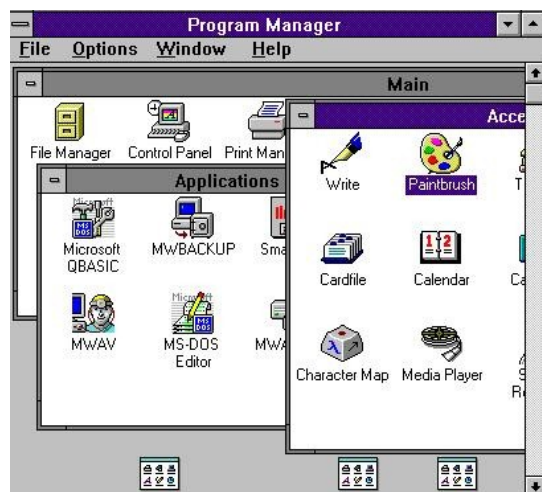 Program Manager
File Options Window Help
Main
File Manager Control Panel Print Man
Acce
Write Paintbrush T
Applications
Microsoft QBASIC MWBACKUP Sma
Cardfile Calendar Ca
MWAV MS-DOS Editor MWA
Character Map Media Player S
R